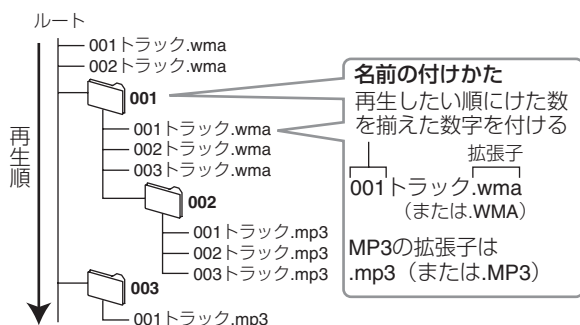 ルート
001トラック.wma
002トラック.wma
001
001トラック.wma
002トラック.wma
003トラック.wma
002
001トラック.mp3
002トラック.mp3
003トラック.mp3
003
001トラック.mp3
再生順
名前の付けかた
再生したい順にけた数
を揃えた数字を付ける
拡張子
001トラック.wma
（または.WMA）
MP3の拡張子は
.mp3（または.MP3）